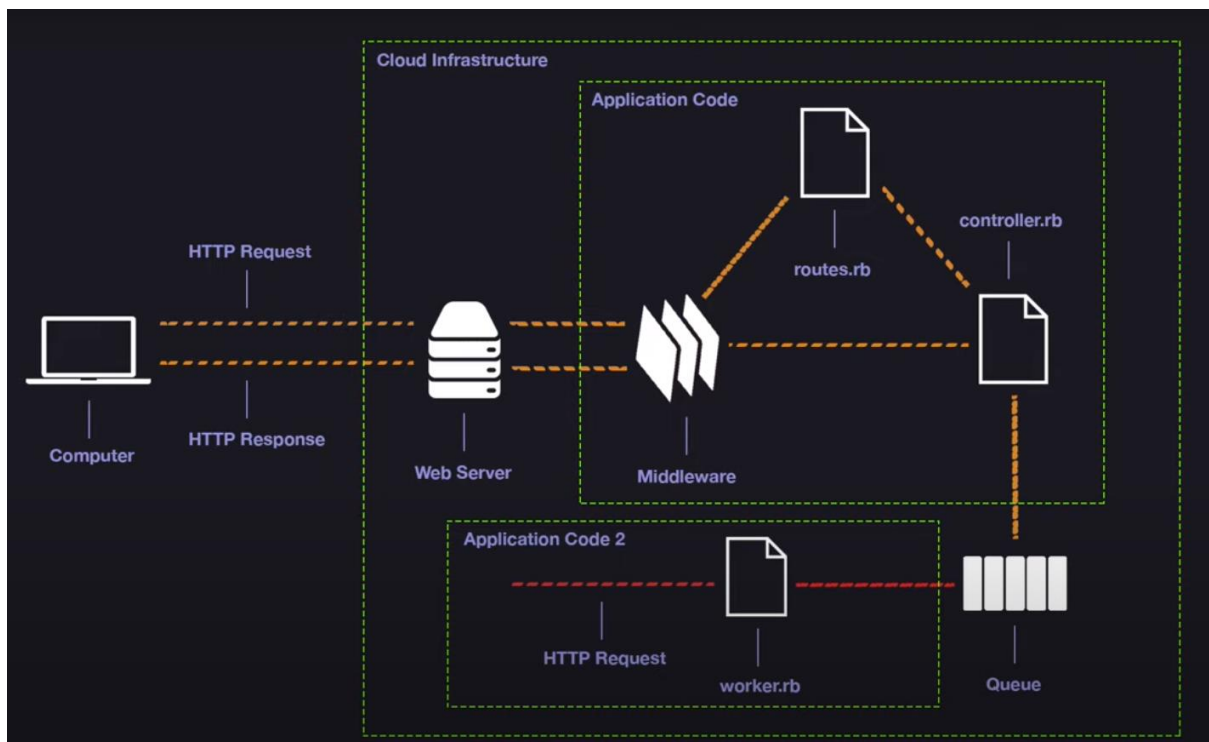 Cloud Infrastructure
Application Code
controller.rb
HTTP Request
routes.rb
HTTP Response
Computer
Web Server
Middleware
Application Code 2
HTTP Request
worker.rb
Queue